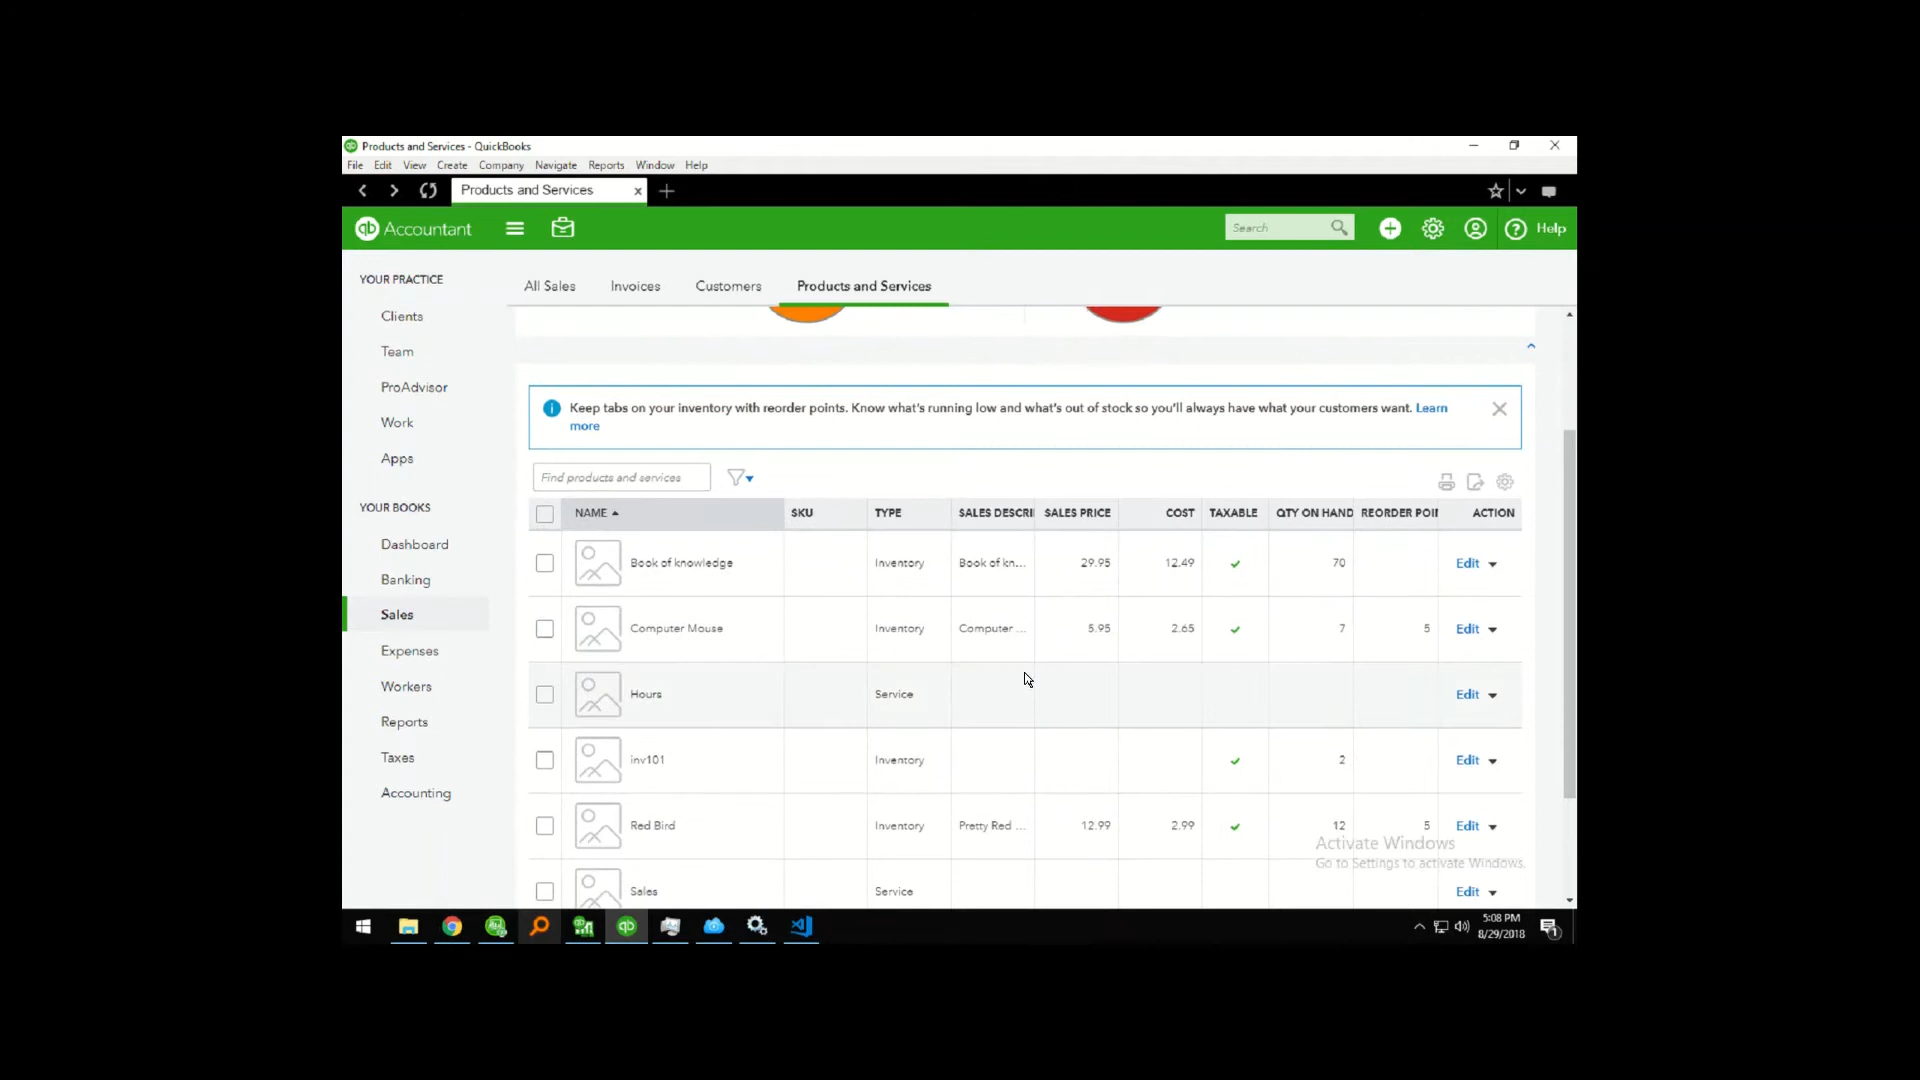 Products and Services - QuickBooks
File Edit View Create Company Navigate Reports Window Help
Products and Services x
qb Accountant Search Help
YOUR PRACTICE
Clients
Team
ProAdvisor
Work
Apps
YOUR BOOKS
Dashboard
Banking
Sales
Expenses
Workers
Reports
Taxes
Accounting
All Sales Invoices Customers Products and Services
Keep tabs on your inventory with reorder points. Know what's running low and what's out of stock so you'll always have what your customers want. Learn
more
Find products and services
NAME SKU TYPE SALES DESCRI SALES PRICE COST TAXABLE QTY ON HAND REORDER POI ACTION
Book of knowledge Inventory Book of kn... 29.95 12.49 70 Edit
Computer Mouse Inventory Computer ... 5.95 2.65 7 5 Edit
Hours Service Edit
inv101 Inventory 2 Edit
Red Bird Inventory Pretty Red ... 12.99 2.99 12 5 Edit
Sales Service Edit
Activate Windows
Go to Settings to activate Windows.
5:08 PM
8/29/2018
1